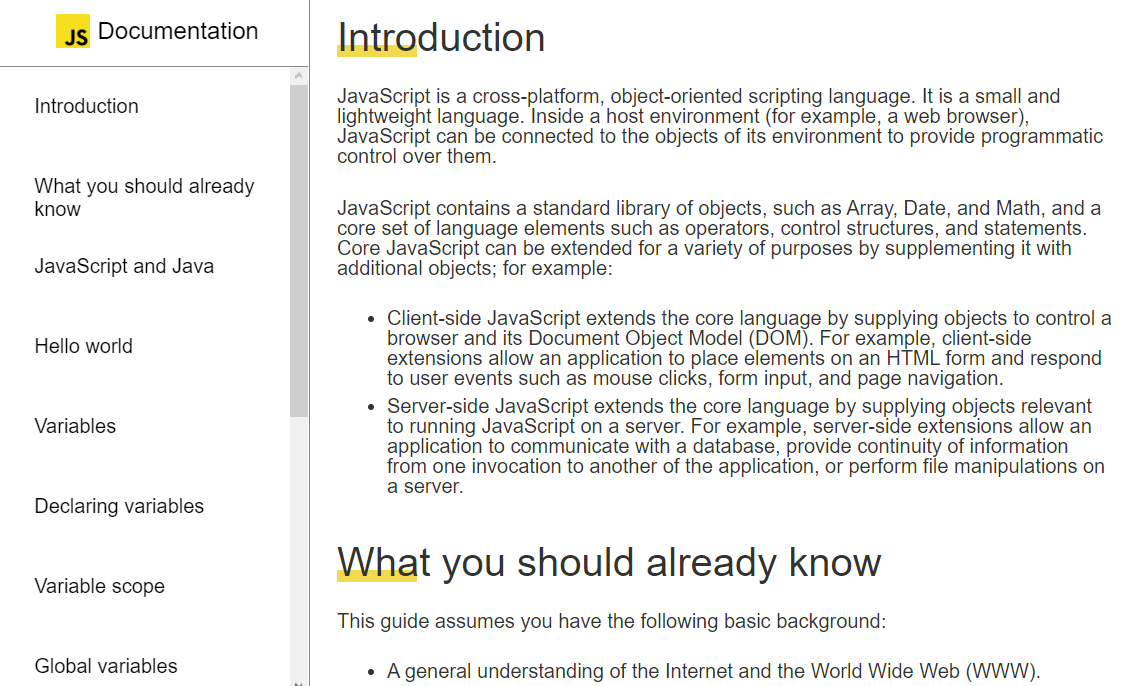 JS Documentation
Introduction
What you should already
know
JavaScript and Java
Hello world
Variables
Declaring variables
Variable scope
Global variables
Introduction
JavaScript is a cross-platform, object-oriented scripting language. It is a small and
lightweight language. Inside a host environment (for example, a web browser),
JavaScript can be connected to the objects of its environment to provide programmatic
control over them.
JavaScript contains a standard library of objects, such as Array, Date, and Math, and a
core set of language elements such as operators, control structures, and statements.
Core JavaScript can be extended for a variety of purposes by supplementing it with
additional objects; for example:
• Client-side JavaScript extends the core language by supplying objects to control a
browser and its Document Object Model (DOM). For example, client-side
extensions allow an application to place elements on an HTML form and respond
to user events such as mouse clicks, form input, and page navigation.
• Server-side JavaScript extends the core language by supplying objects relevant
to running JavaScript on a server. For example, server-side extensions allow an
application to communicate with a database, provide continuity of information
from one invocation to another of the application, or perform file manipulations on
a server.
What you should already know
This guide assumes you have the following basic background:
• A general understanding of the Internet and the World Wide Web (WWW).